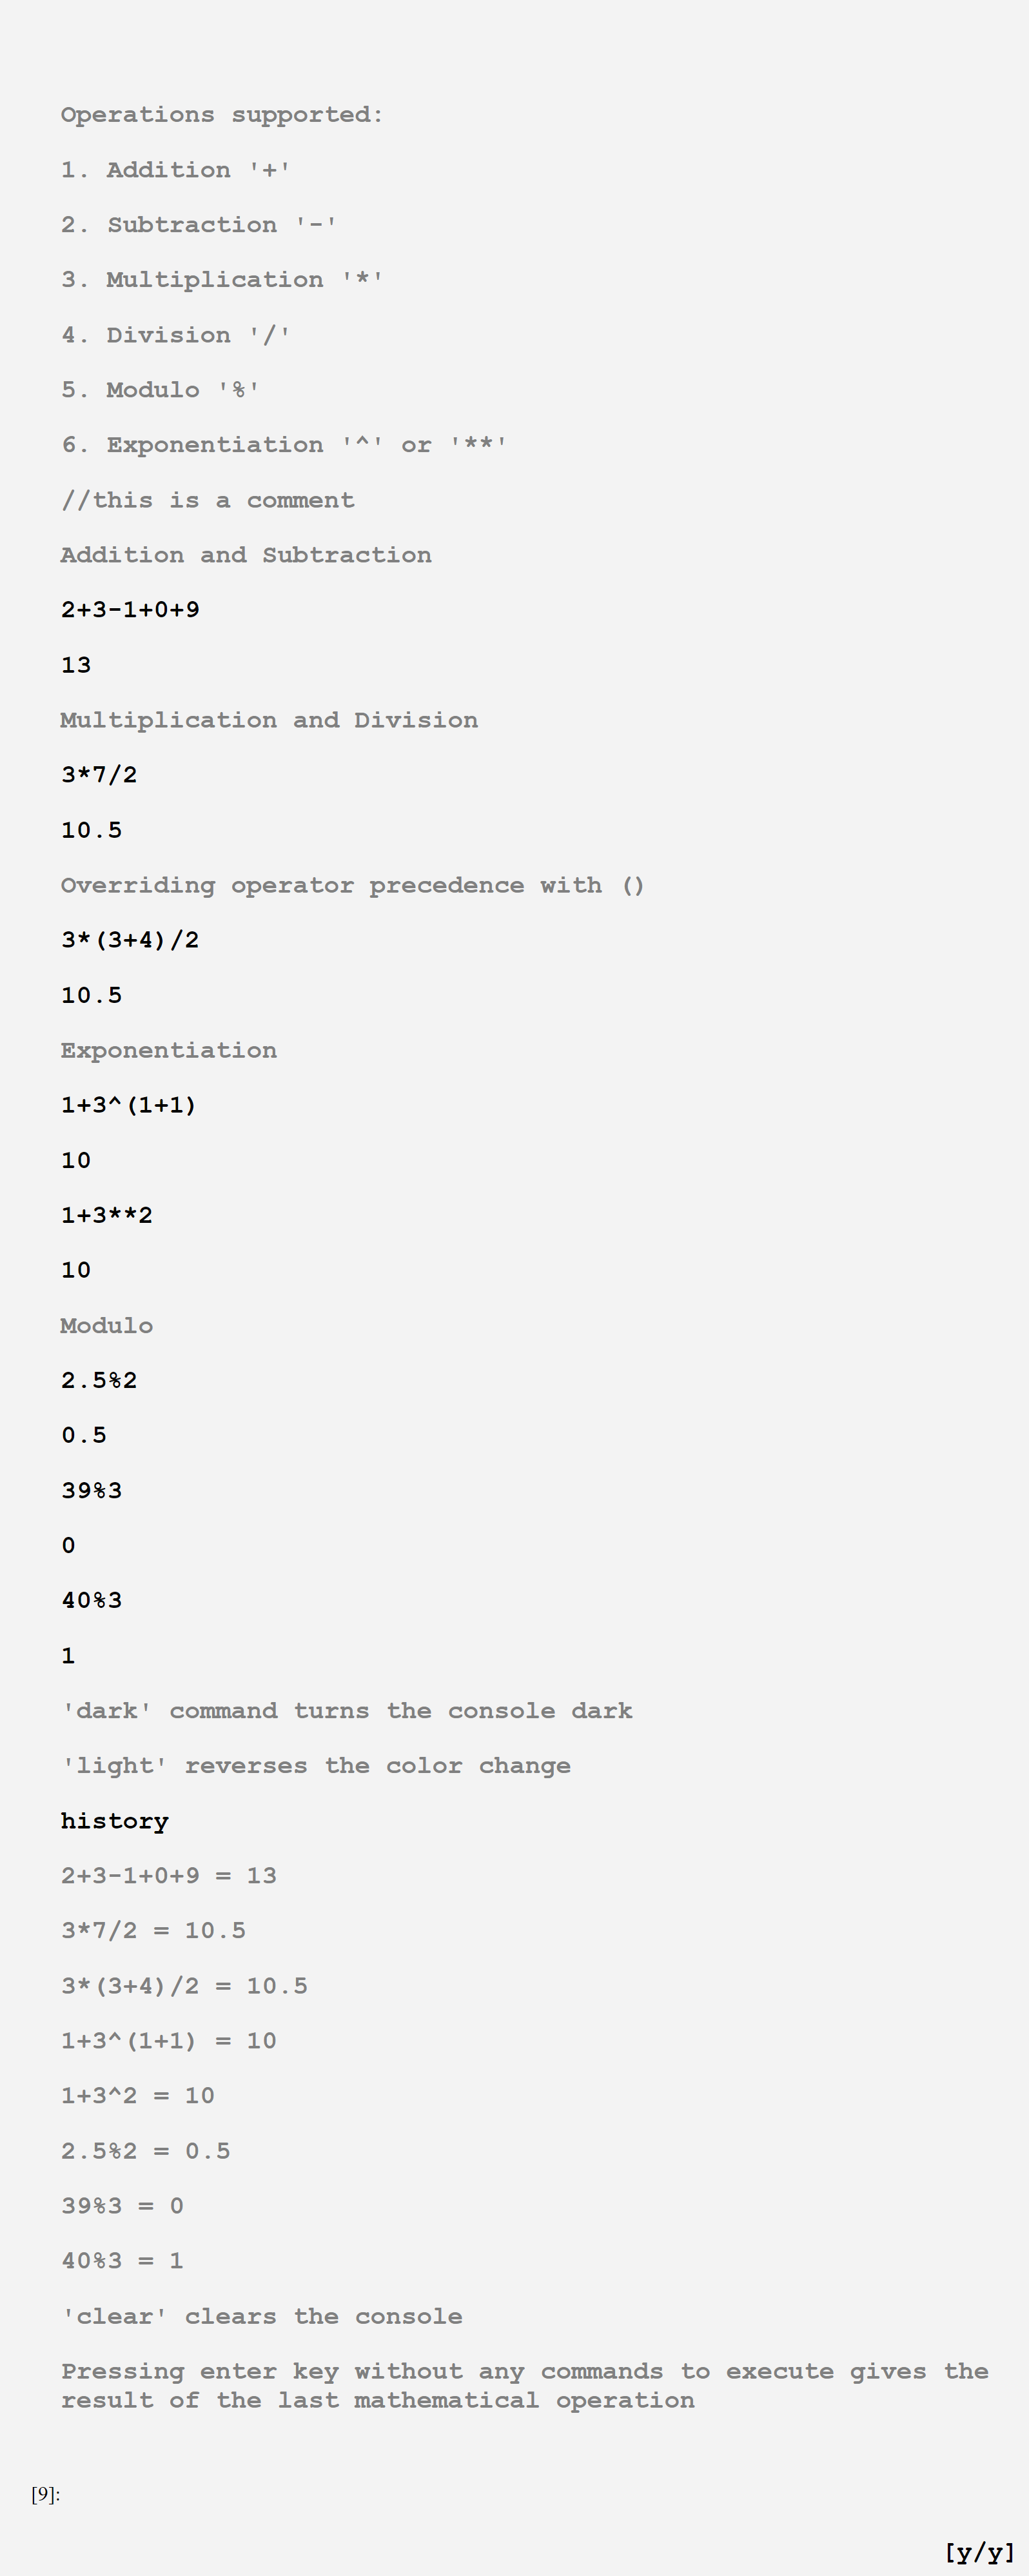 Operations supported:
1. Addition '+'
2. Subtraction '-'
3. Multiplication '*'
4. Division '/'
5. Modulo '%'
6. Exponentiation '^' or '**'
//this is a comment
Addition and Subtraction
2+3-1+0+9
13
Multiplication and Division
3*7/2
10.5
Overriding operator precedence with ()
3*(3+4)/2
10.5
Exponentiation
1+3^(1+1)
10
1+3**2
10
Modulo
2.5%2
0.5
39%3
0
40%3
1
'dark' command turns the console dark
'light' reverses the color change
history
2+3-1+0+9 = 13
3*7/2 = 10.5
3*(3+4)/2 = 10.5
1+3^(1+1) = 10
1+3^2 = 10
2.5%2 = 0.5
39%3 = 0
40%3 = 1
'clear' clears the console
Pressing enter key without any commands to execute gives the
result of the last mathematical operation
[9]:
[y/y]